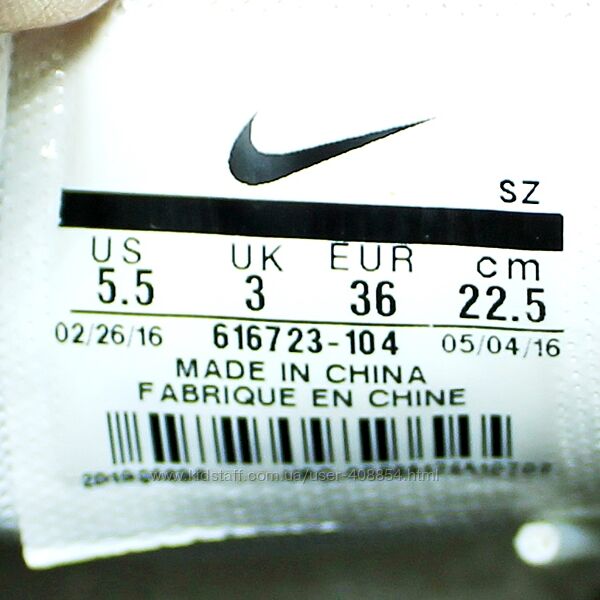 SZ
US UK EUR cm
5.5 3 36 22.5
02/26/16 616723-104 05/04/16
MADE IN CHINA
FABRIQUE EN CHINE
www.kidstaff.com.ua/user-408854.html